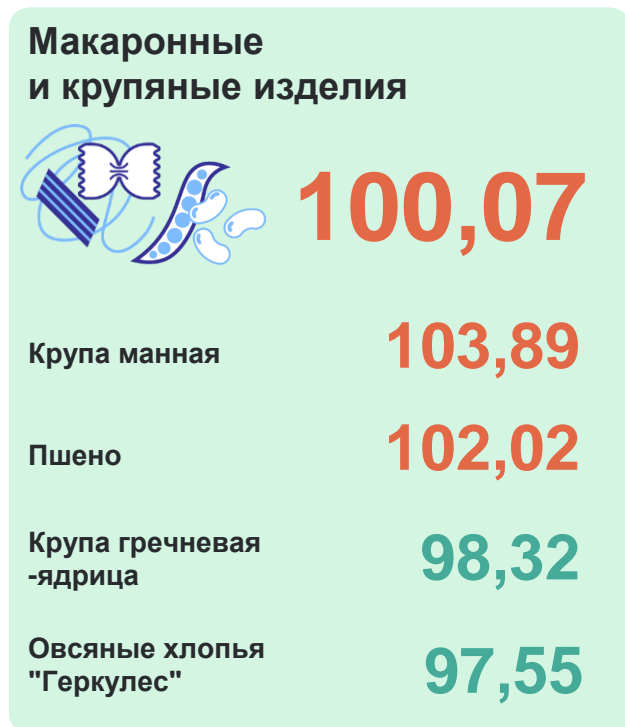 Макаронные
и крупяные изделия
100,07
Крупа манная 103,89
Пшено 102,02
Крупа гречневая
-ядрица 98,32
Овсяные хлопья
"Геркулес" 97,55